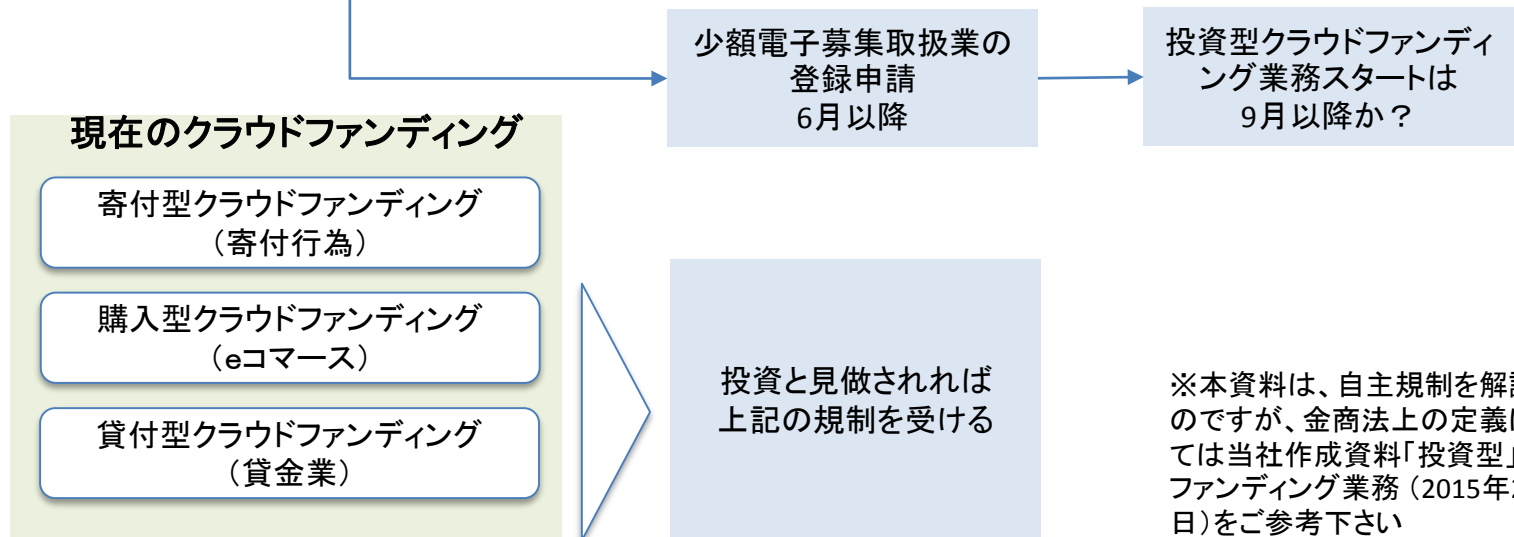 少額電子募集取扱業の
登録申請
6月以降
投資型クラウドファンディ
ング業務スタートは
9月以降か？
現在のクラウドファンディング
寄付型クラウドファンディング
（寄付行為）
購入型クラウドファンディング
（eコマース）
貸付型クラウドファンディング
（貸金業）
投資と見做されれば
上記の規制を受ける
※本資料は、自主規制を解
のですが、金商法上の定義
ては当社作成資料「投資型」
ファンディング業務（2015年
日）をご参考下さい